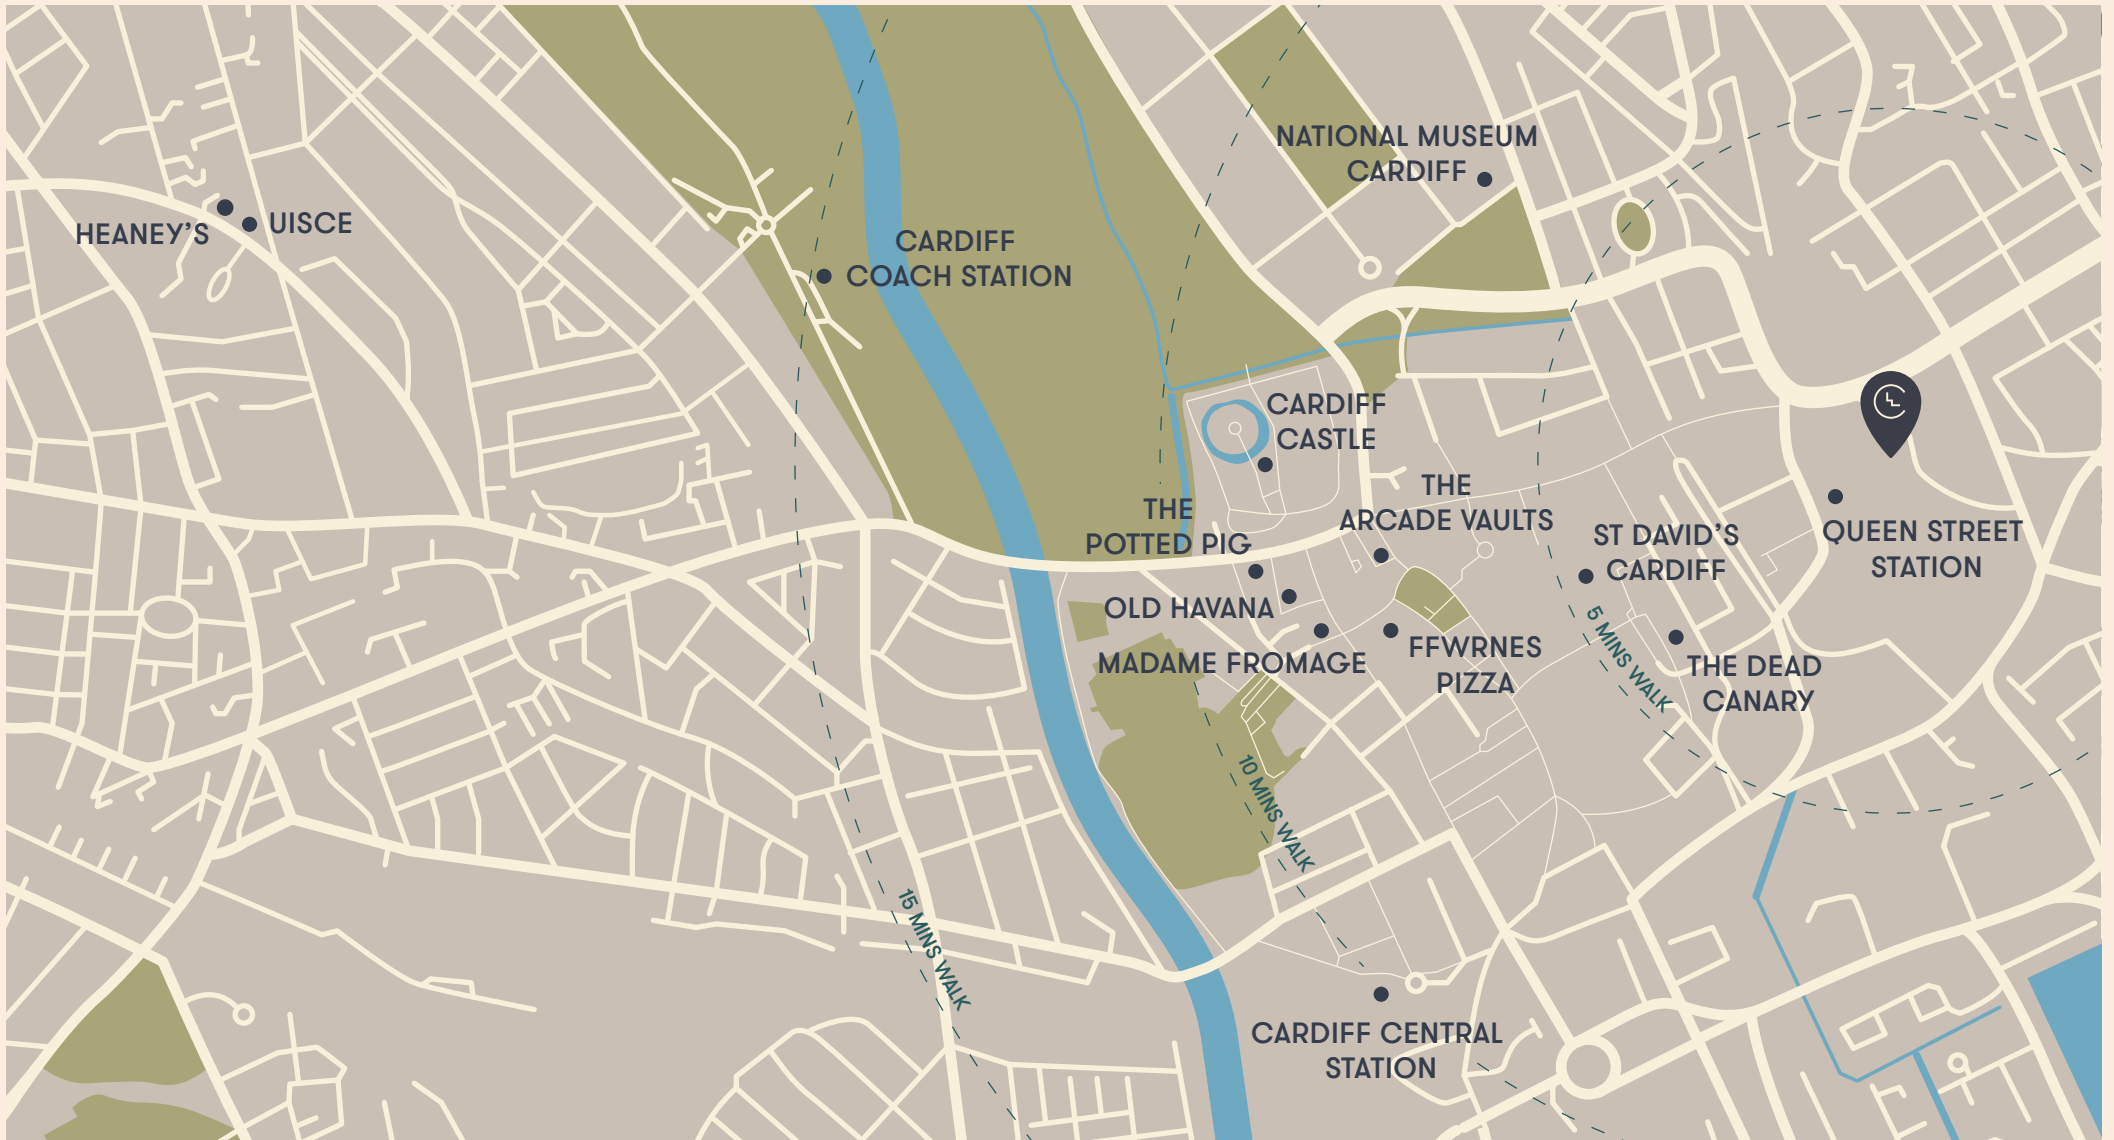 NATIONAL MUSEUM
CARDIFF
HEANEY'S
UISCE
CARDIFF
COACH STATION
CARDIFF
CASTLE
THE
POTTED PIG
THE
ARCADE VAULTS
ST DAVID'S
CARDIFF
QUEEN STREET
STATION
OLD HAVANA
MADAME FROMAGE
FFWRNES
PIZZA
5 MINS WALK
THE DEAD
CANARY
10 MINS WALK
15 MINS WALK
CARDIFF CENTRAL
STATION